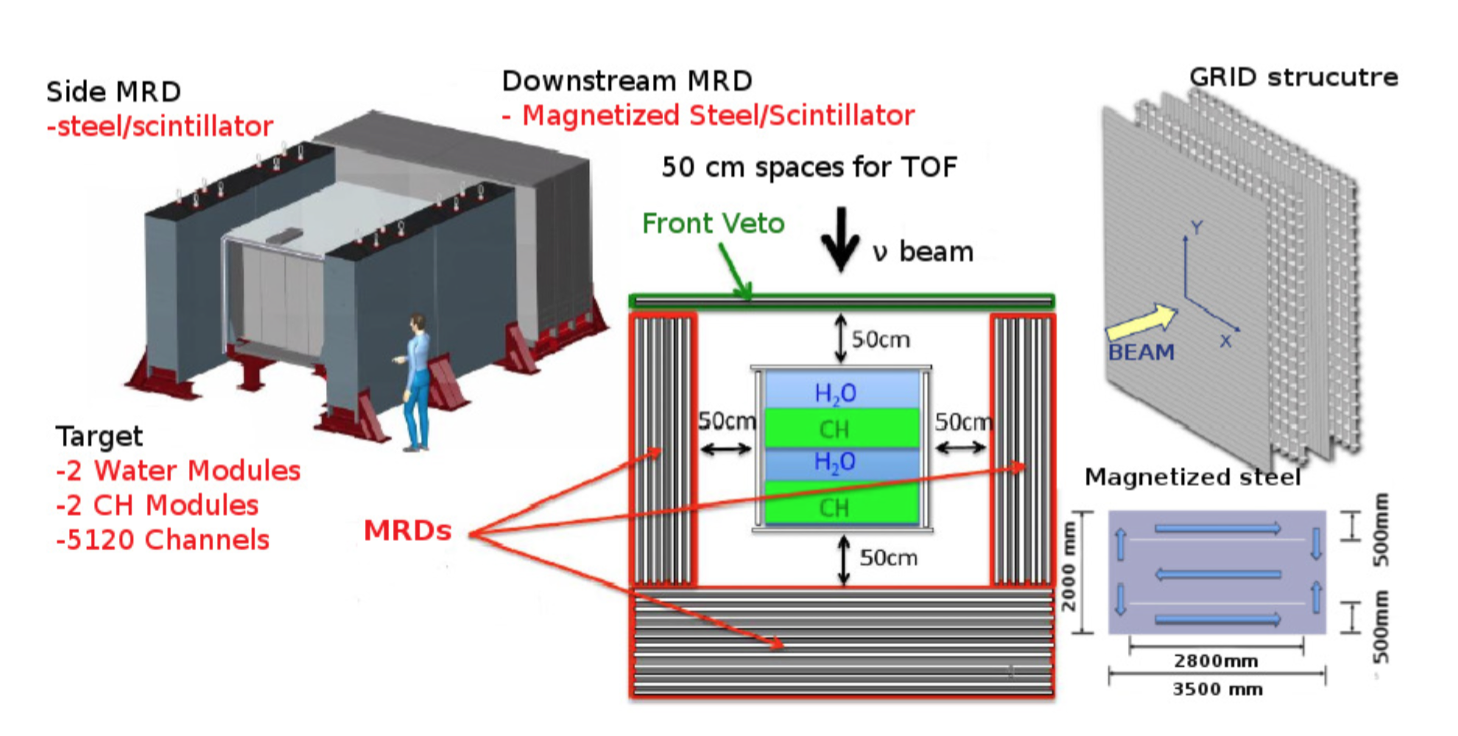 Side MRD
-steel/scintillator
Downstream MRD
- Magnetized Steel/Scintillator
50 cm spaces for TOF
Front Veto
ν beam
50cm
H₂O
CH
H₂O
CH
50cm
50cm
50cm
MRDs
Target
-2 Water Modules
-2 CH Modules
-5120 Channels
GRID strucutre
Y
X
BEAM
Magnetized steel
2000 mm
500mm
500mm
2800mm
3500 mm